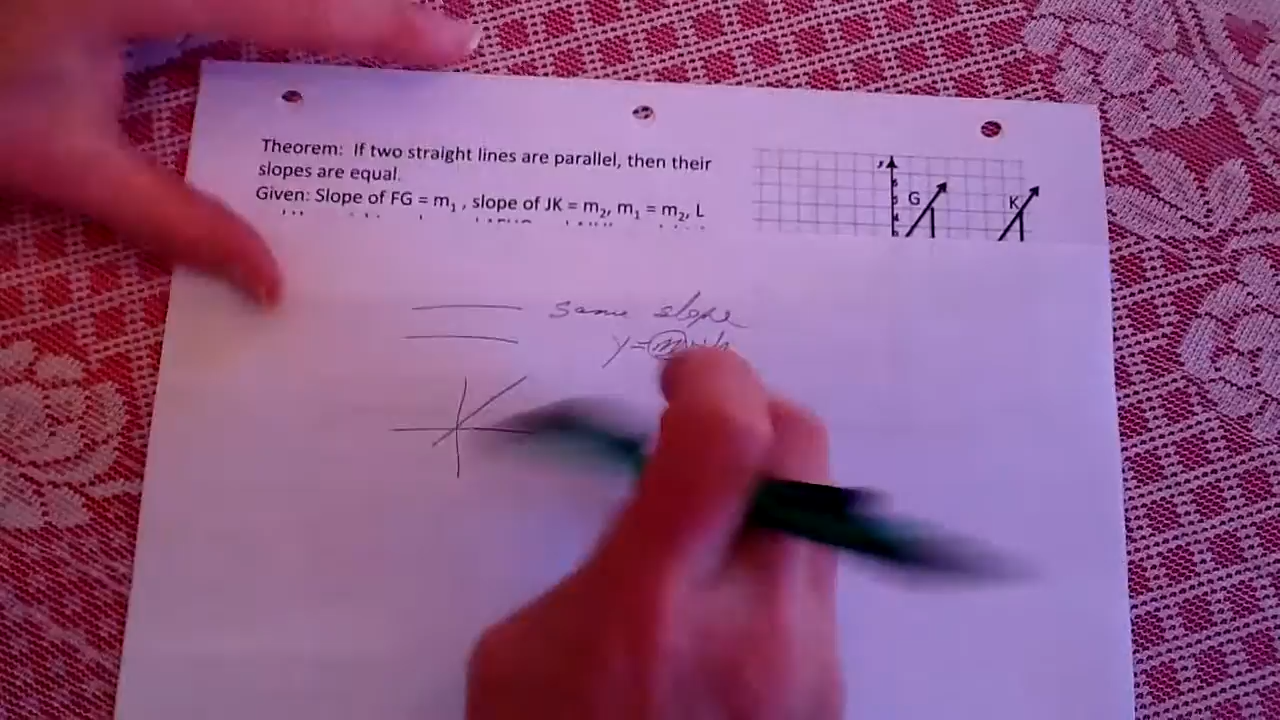 Theorem: If two straight lines are parallel, then their
slopes are equal.
Given: Slope of FG = m₁ , slope of JK = m₂, m₁ = m₂, L
G
K
same slope
y=m